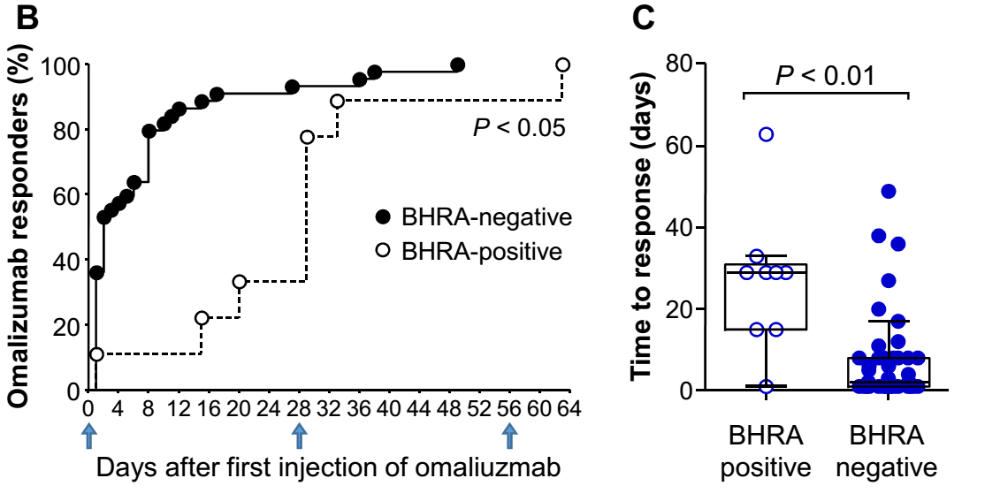 B
Omalizumab responders (%)
100
80
60
40
20
0
0 4 8 12 16 20 24 28 32 36 40 44 48 52 56 60 64
P < 0.05
BHRA-negative
BHRA-positive
Days after first injection of omaliuzmab
C
Time to response (days)
80
60
40
20
0
P < 0.01
BHRA
positive
BHRA
negative